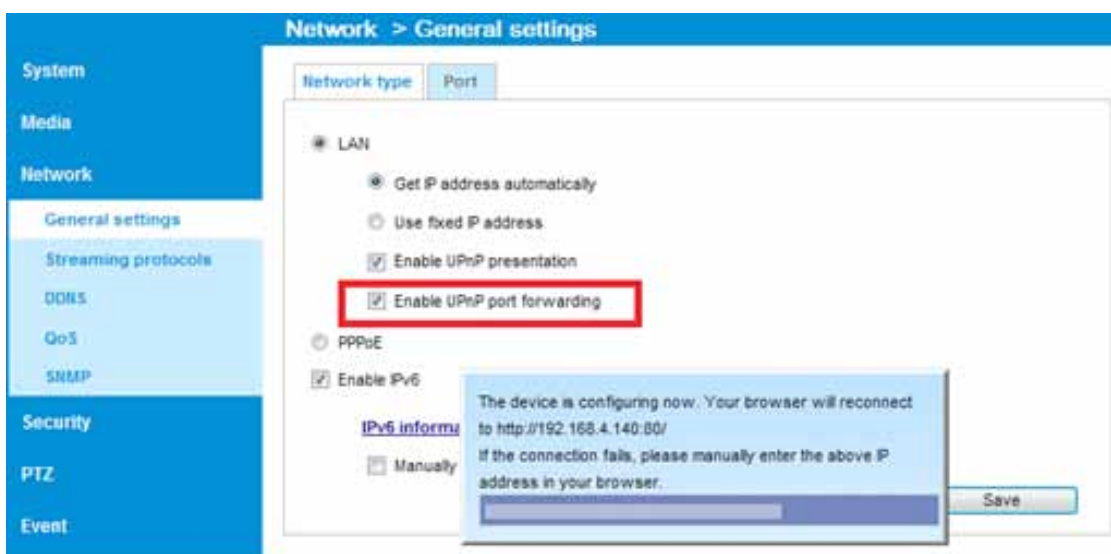 Network > General settings
System
Media
Network
General settings
Streaming protocols
DDNS
QoS
SNMP
Security
PTZ
Event
Network type
Port
LAN
Get IP address automatically
Use fixed IP address
Enable UPnP presentation
Enable UPnP port forwarding
PPPoE
Enable IPv6
IPv6 informa
Manually
The device is configuring now. Your browser will reconnect
to http://192.168.4.140:80/
If the connection fails, please manually enter the above IP
address in your browser.
Save